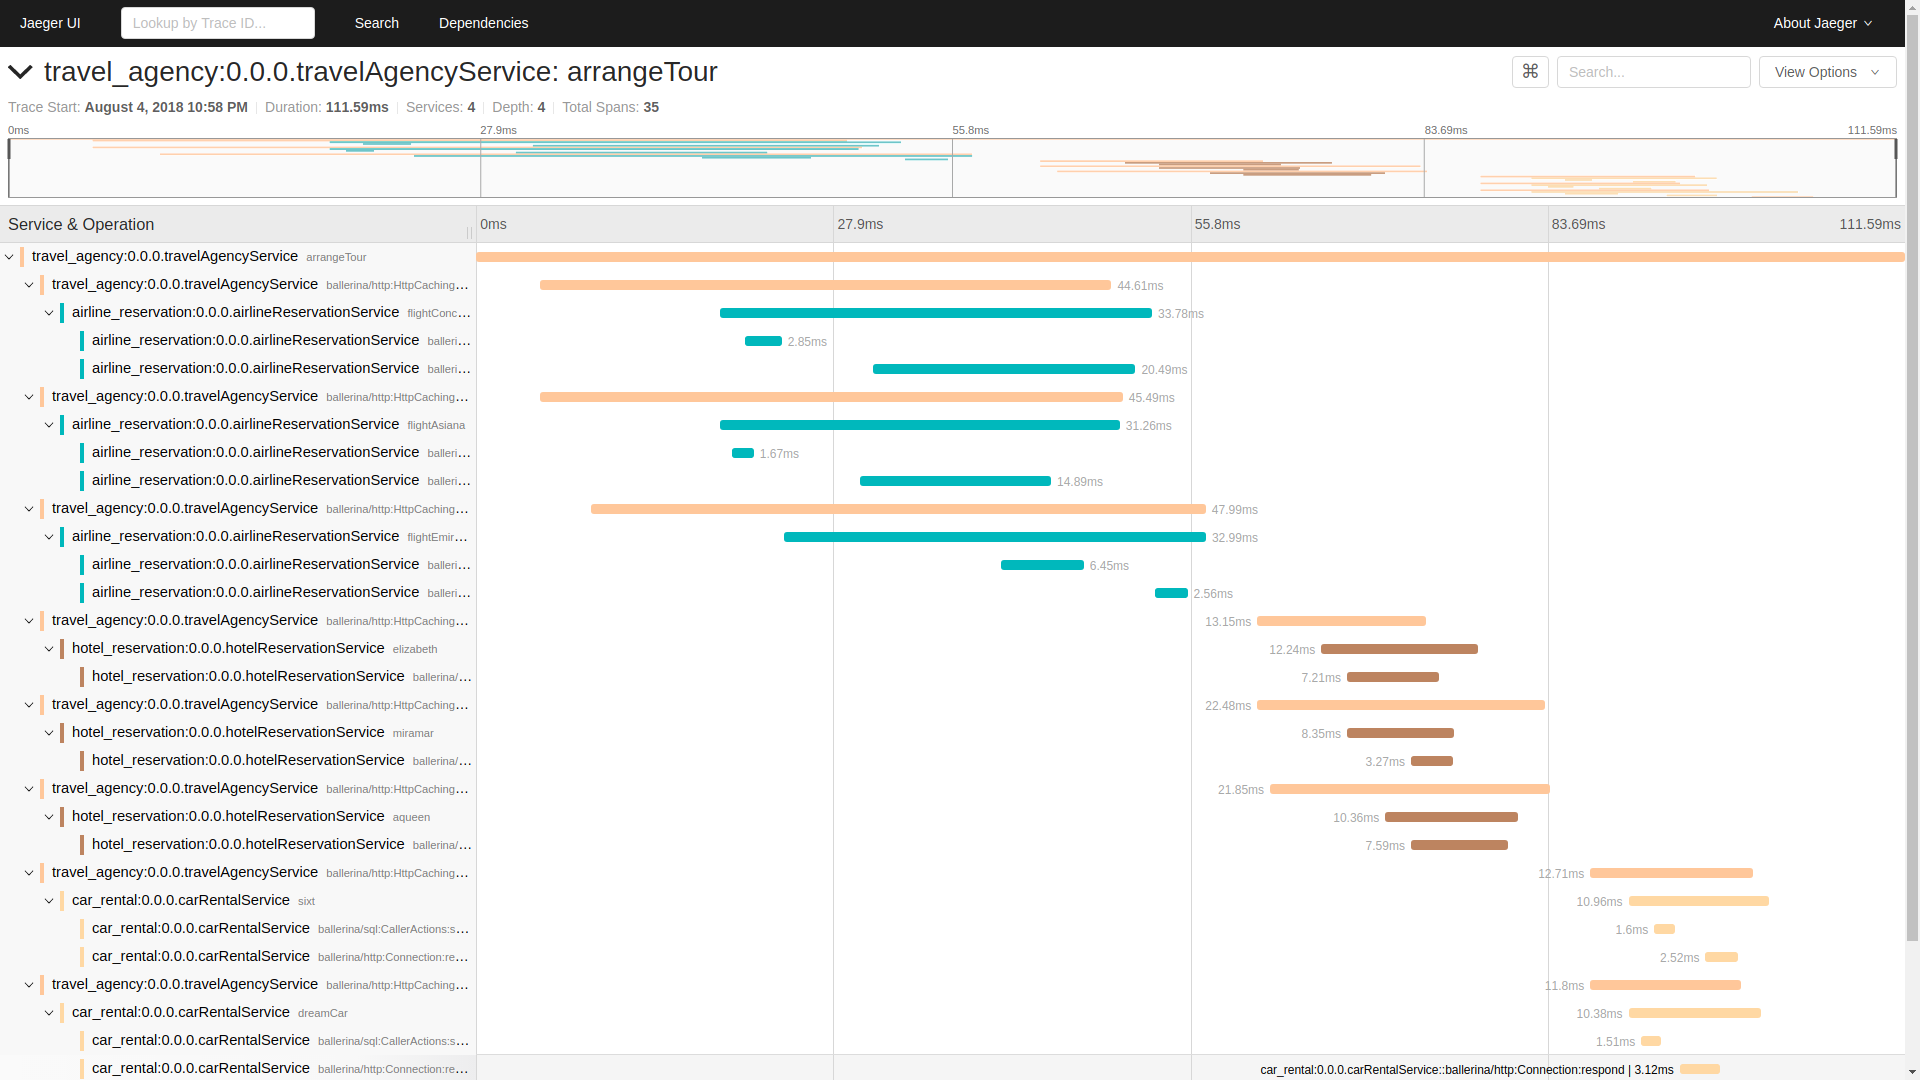 Jaeger UI Lookup by Trace ID... Search Dependencies About Jaeger
travel_agency:0.0.0.travelAgencyService: arrangeTour ⌘ Search... View Options
Trace Start: August 4, 2018 10:58 PM Duration: 111.59ms Services: 4 Depth: 4 Total Spans: 35
0ms 27.9ms 55.8ms 83.69ms 111.59ms
Service & Operation 0ms 27.9ms 55.8ms 83.69ms 111.59ms
travel_agency:0.0.0.travelAgencyService arrangeTour
travel_agency:0.0.0.travelAgencyService ballerina/http:HttpCaching... 44.61ms
airline_reservation:0.0.0.airlineReservationService flightConc... 33.78ms
airline_reservation:0.0.0.airlineReservationService balleri... 2.85ms
airline_reservation:0.0.0.airlineReservationService balleri... 20.49ms
travel_agency:0.0.0.travelAgencyService ballerina/http:HttpCaching... 45.49ms
airline_reservation:0.0.0.airlineReservationService flightAsiana 31.26ms
airline_reservation:0.0.0.airlineReservationService balleri... 1.67ms
airline_reservation:0.0.0.airlineReservationService balleri... 14.89ms
travel_agency:0.0.0.travelAgencyService ballerina/http:HttpCaching... 47.99ms
airline_reservation:0.0.0.airlineReservationService flightEmir... 32.99ms
airline_reservation:0.0.0.airlineReservationService balleri... 6.45ms
airline_reservation:0.0.0.airlineReservationService balleri... 2.56ms
travel_agency:0.0.0.travelAgencyService ballerina/http:HttpCaching... 13.15ms
hotel_reservation:0.0.0.hotelReservationService elizabeth 12.24ms
hotel_reservation:0.0.0.hotelReservationService ballerina/... 7.21ms
travel_agency:0.0.0.travelAgencyService ballerina/http:HttpCaching... 22.48ms
hotel_reservation:0.0.0.hotelReservationService miramar 8.35ms
hotel_reservation:0.0.0.hotelReservationService ballerina/... 3.27ms
travel_agency:0.0.0.travelAgencyService ballerina/http:HttpCaching... 21.85ms
hotel_reservation:0.0.0.hotelReservationService aqueen 10.36ms
hotel_reservation:0.0.0.hotelReservationService ballerina/... 7.59ms
travel_agency:0.0.0.travelAgencyService ballerina/http:HttpCaching... 12.71ms
car_rental:0.0.0.carRentalService sixt 10.96ms
car_rental:0.0.0.carRentalService ballerina/sql:CallerActions:s... 1.6ms
car_rental:0.0.0.carRentalService ballerina/http:Connection:re... 2.52ms
travel_agency:0.0.0.travelAgencyService ballerina/http:HttpCaching... 11.8ms
car_rental:0.0.0.carRentalService dreamCar 10.38ms
car_rental:0.0.0.carRentalService ballerina/sql:CallerActions:s... 1.51ms
car_rental:0.0.0.carRentalService ballerina/http:Connection:re... car_rental:0.0.0.carRentalService::ballerina/http:Connection:respond | 3.12ms